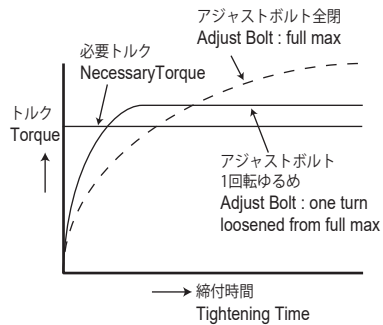 アジャストボルト全閉
Adjust Bolt : full max
必要トルク
NecessaryTorque
トルク
Torque
アジャストボルト
1回転ゆるめ
Adjust Bolt : one turn
loosened from full max
締付時間
Tightening Time